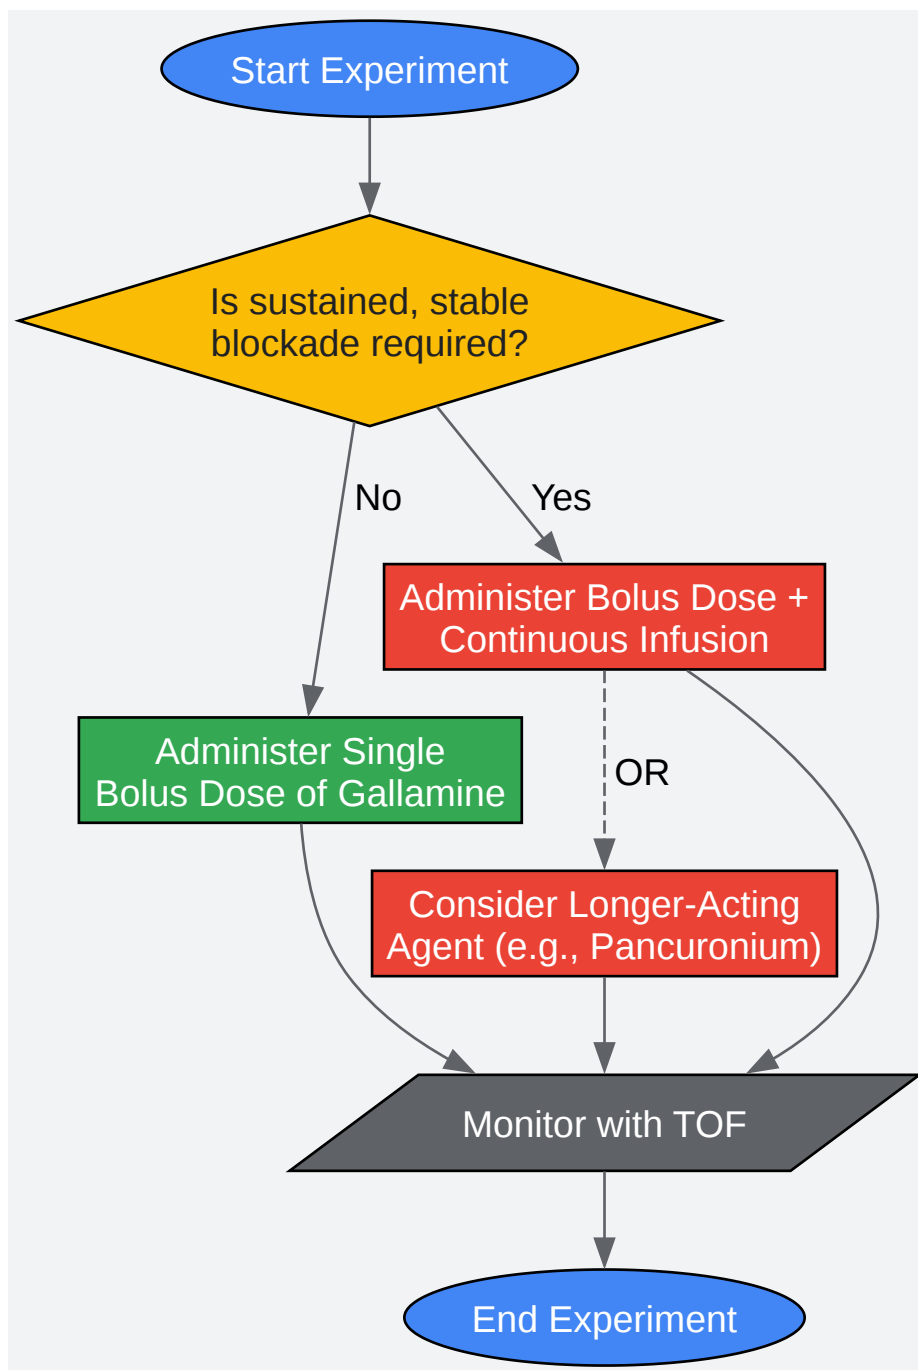 Start Experiment
Is sustained, stable
blockade required?
No
Yes
Administer Bolus Dose +
Continuous Infusion
Administer Single
Bolus Dose of Gallamine
OR
Consider Longer-Acting
Agent (e.g., Pancuronium)
Monitor with TOF
End Experiment